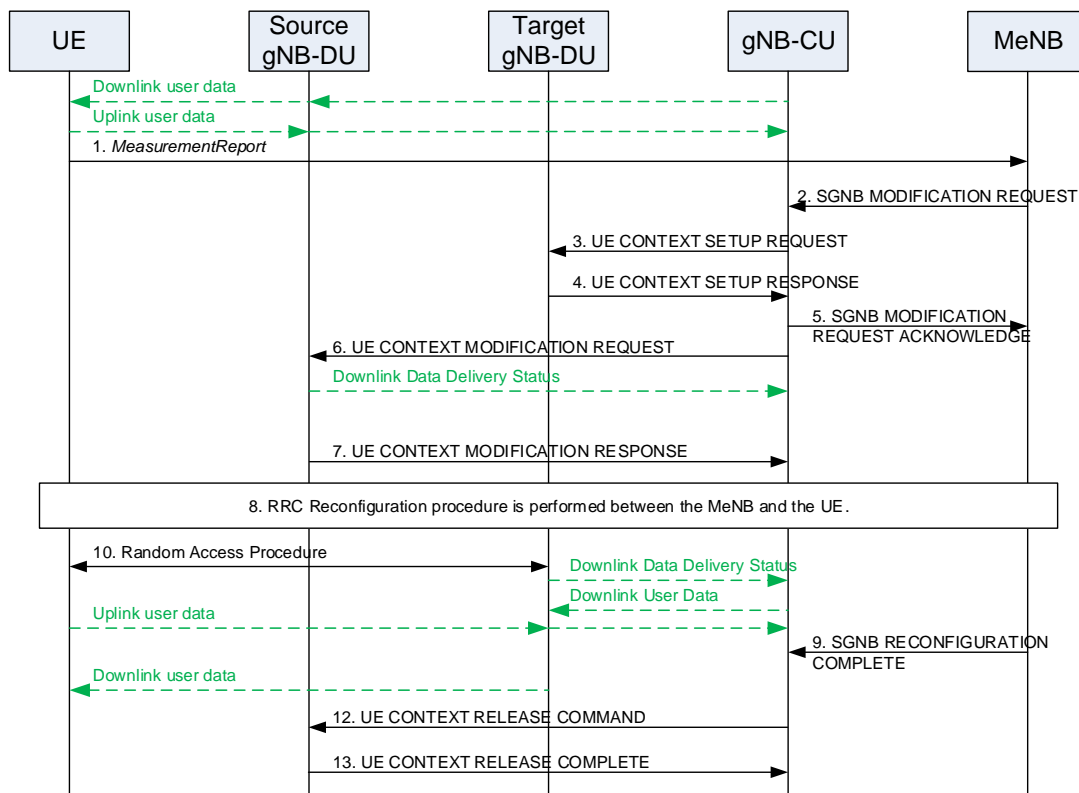 UE
Source
gNB-DU
Target
gNB-DU
gNB-CU
MeNB
Downlink user data
Uplink user data
1. MeasurementReport
2. SGNB MODIFICATION REQUEST
3. UE CONTEXT SETUP REQUEST
4. UE CONTEXT SETUP RESPONSE
5. SGNB MODIFICATION
REQUEST ACKNOWLEDGE
6. UE CONTEXT MODIFICATION REQUEST
Downlink Data Delivery Status
7. UE CONTEXT MODIFICATION RESPONSE
8. RRC Reconfiguration procedure is performed between the MeNB and the UE.
10. Random Access Procedure
Downlink Data Delivery Status
Downlink User Data
Uplink user data
9. SGNB RECONFIGURATION
COMPLETE
Downlink user data
12. UE CONTEXT RELEASE COMMAND
13. UE CONTEXT RELEASE COMPLETE